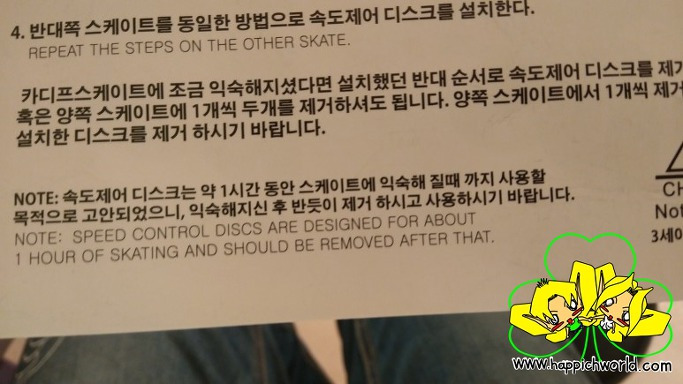 4. 반대쪽 스케이트를 동일한 방법으로 속도제어 디스크를 설치한다.
REPEAT THE STEPS ON THE OTHER SKATE.
카디프스케이트에 조금 익숙해지셨다면 설치했던 반대 순서로 속도제어 디스크를
혹은 양쪽 스케이트에 1개씩 두개를 제거하셔도 됩니다. 양쪽 스케이트에서 1개씩
설치한 디스크를 제거 하시기 바랍니다.
NOTE: 속도제어 디스크는 약 1시간 동안 스케이트에 익숙해 질때 까지 사용할
목적으로 고안되었으니, 익숙해지신 후 반듯이 제거 하시고 사용하시기 바랍니다.
NOTE: SPEED CONTROL DISCS ARE DESIGNED FOR ABOUT
1 HOUR OF SKATING AND SHOULD BE REMOVED AFTER THAT.
www.happichworld.com